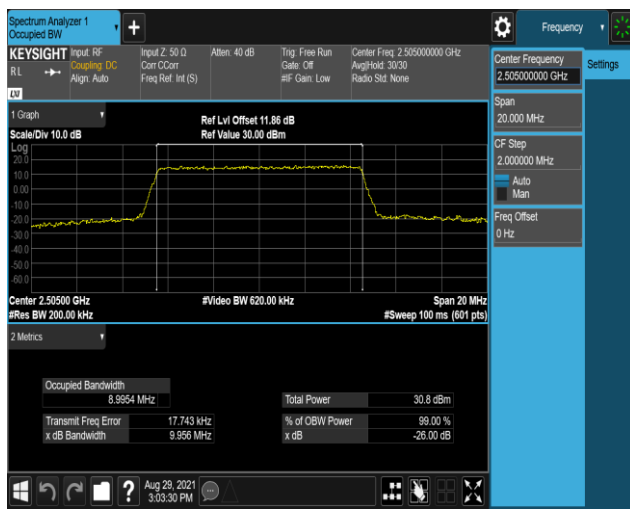 Spectrum Analyzer 1
Occupied BW
+
Frequency
KEYSIGHT
RL
LXI
Input: RF
Coupling: DC
Align: Auto
Input Z: 50 Ω
Corr CCorr
Freq Ref: Int (S)
Atten: 40 dB
Trig: Free Run
Gate: Off
#IF Gain: Low
Center Freq: 2.505000000 GHz
Avg|Hold: 30/30
Radio Std: None
Center Frequency
2.505000000 GHz
Settings
Span
20.000 MHz
CF Step
2.000000 MHz
Auto
Man
Freq Offset
0 Hz
1 Graph
Scale/Div 10.0 dB
Ref Lvl Offset 11.86 dB
Ref Value 30.00 dBm
Log
20.0
10.0
0.00
-10.0
-20.0
-30.0
-40.0
-50.0
-60.0
Center 2.50500 GHz
#Video BW 620.00 kHz
Span 20 MHz
#Res BW 200.00 kHz
#Sweep 100 ms (601 pts)
2 Metrics
Occupied Bandwidth
8.9954 MHz
Total Power 30.8 dBm
Transmit Freq Error 17.743 kHz
% of OBW Power 99.00 %
x dB Bandwidth 9.956 MHz
x dB -26.00 dB
?
Aug 29, 2021
3:03:30 PM